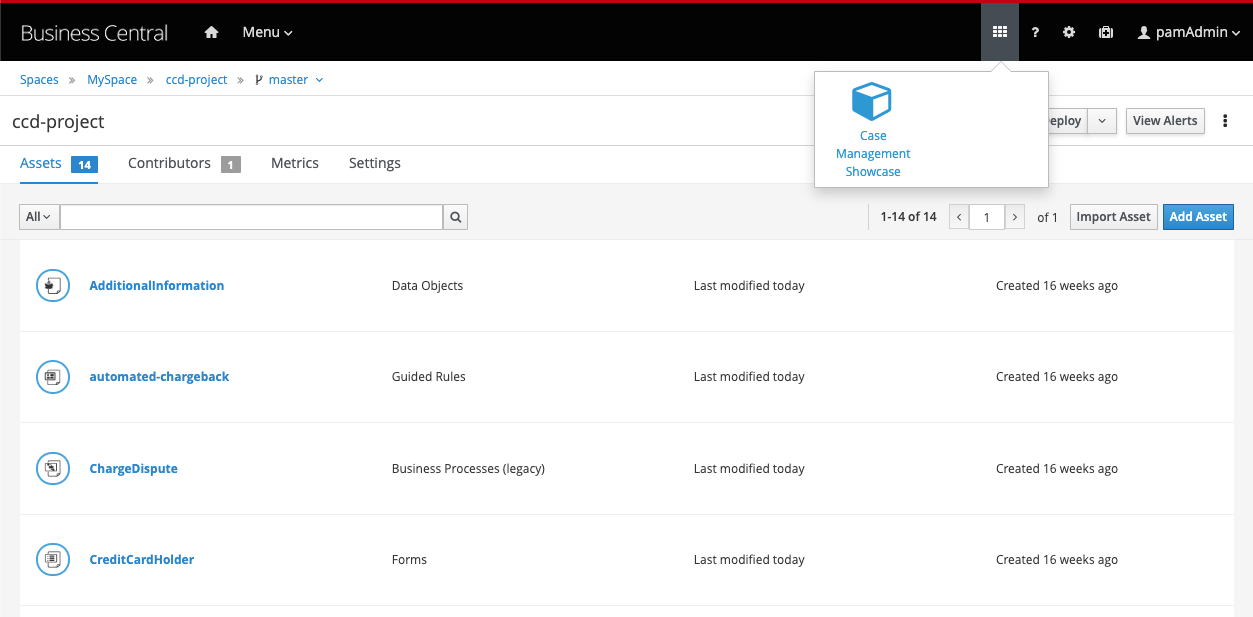 Business Central Menu ? pamAdmin
Spaces » MySpace » ccd-project » master
ccd-project eploy View Alerts
Case
Management
Showcase
Assets 14 Contributors 1 Metrics Settings
All 1-14 of 14 < 1 > of 1 Import Asset Add Asset
AdditionalInformation Data Objects Last modified today Created 16 weeks ago
automated-chargeback Guided Rules Last modified today Created 16 weeks ago
ChargeDispute Business Processes (legacy) Last modified today Created 16 weeks ago
CreditCardHolder Forms Last modified today Created 16 weeks ago